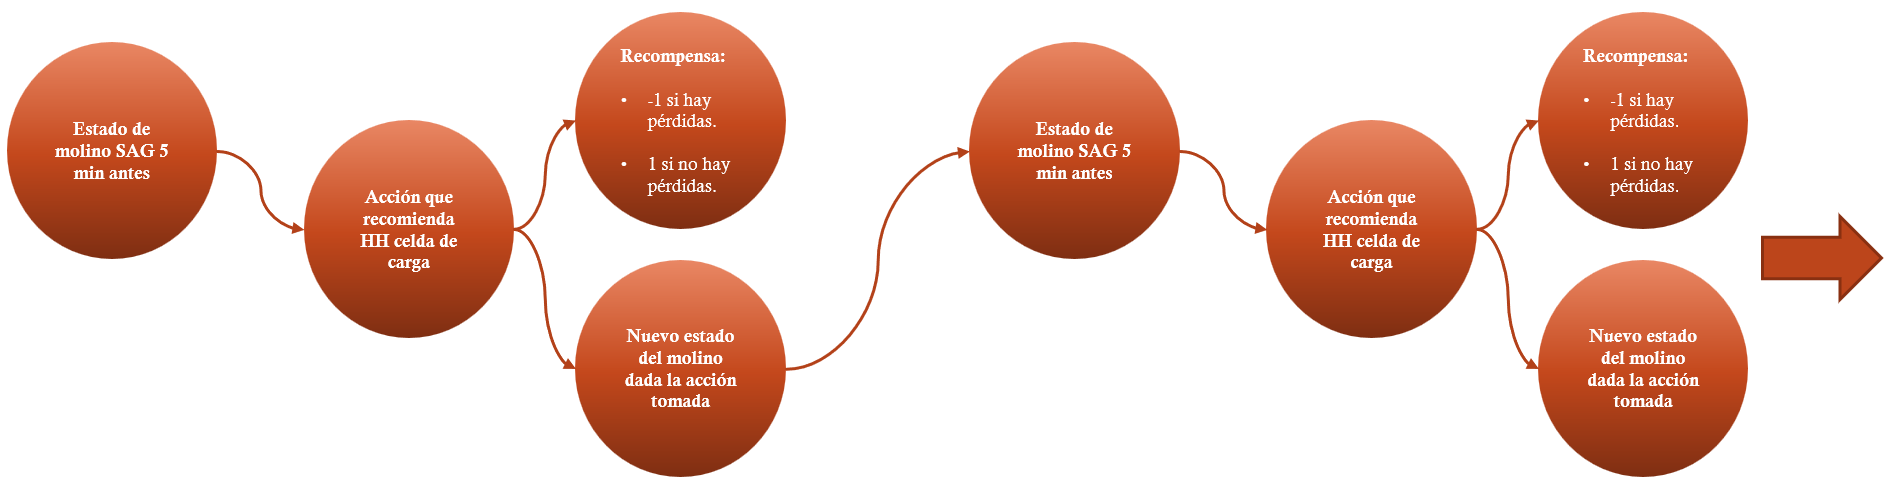 Estado de
molino SAG 5
min antes
Acción que
recomienda
HH celda de
carga
Recompensa:
• -1 si hay
pérdidas.
• 1 si no hay
pérdidas.
Nuevo estado
del molino
dada la acción
tomada
Estado de
molino SAG 5
min antes
Acción que
recomienda
HH celda de
carga
Recompensa:
• -1 si hay
pérdidas.
• 1 si no hay
pérdidas.
Nuevo estado
del molino
dada la acción
tomada